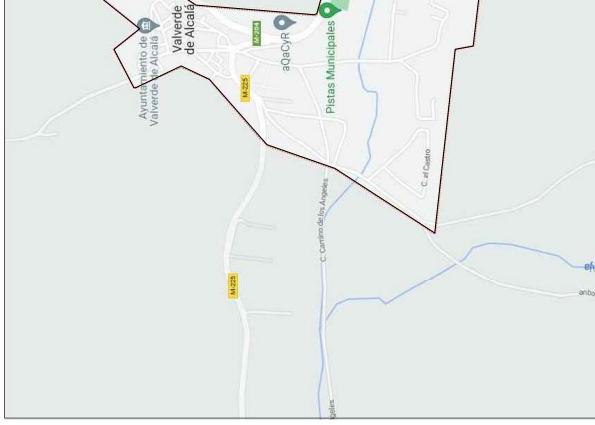 Valverde
de Alcalá
Ayuntamiento de
Valverde de Alcalá
M-204
aQaCyR
Pistas Municipales
M-225
C. el Castro
C. Camino de los Ángeles
M-225